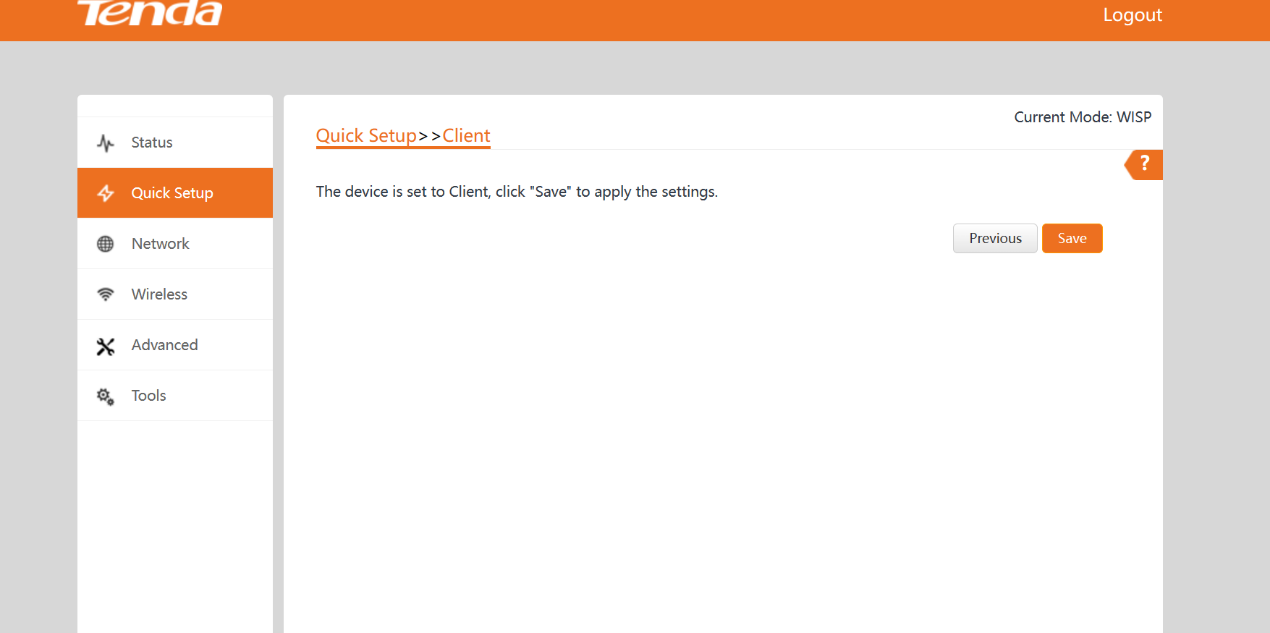 Tenda
Logout
Current Mode: WISP
Quick Setup>>Client
?
Status
Quick Setup
Network
Wireless
Advanced
Tools
The device is set to Client, click "Save" to apply the settings.
Previous Save